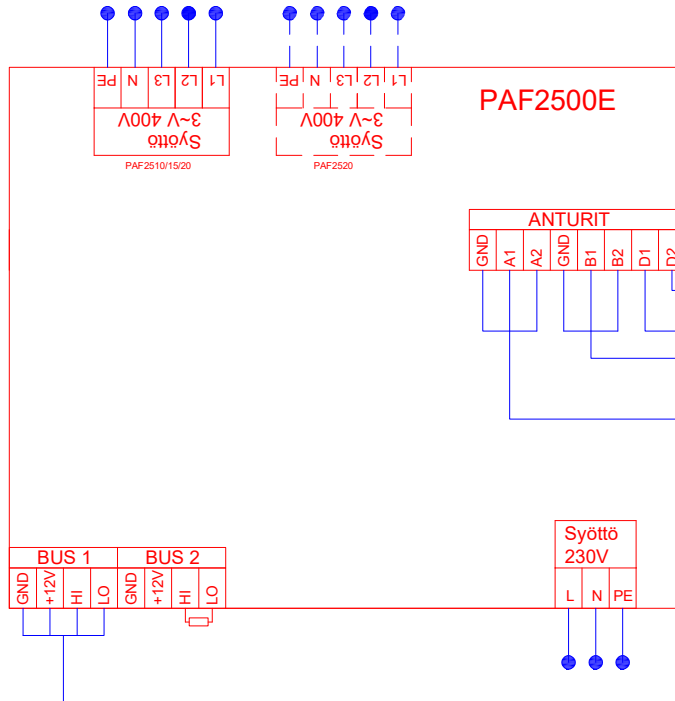 PE N L3 L2 L1
3~V 400V
Syöttö
PAF2510/15/20
PE N L3 L2 L1
3~V 400V
Syöttö
PAF2520
PAF2500E
ANTURIT
GND A1 A2 GND B1 B2 D1 D2
BUS 1 BUS 2
GND +12V HI LO GND +12V HI LO
Syöttö
230V
L N PE